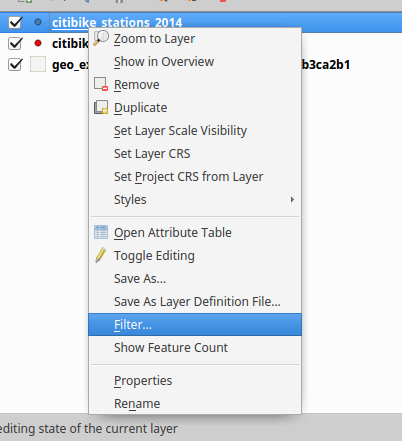 citibike_stations_2014
citibik
geo_ex b3ca2b1
Zoom to Layer
Show in Overview
Remove
Duplicate
Set Layer Scale Visibility
Set Layer CRS
Set Project CRS from Layer
Styles
Open Attribute Table
Toggle Editing
Save As...
Save As Layer Definition File...
Filter...
Show Feature Count
Properties
Rename
editing state of the current layer